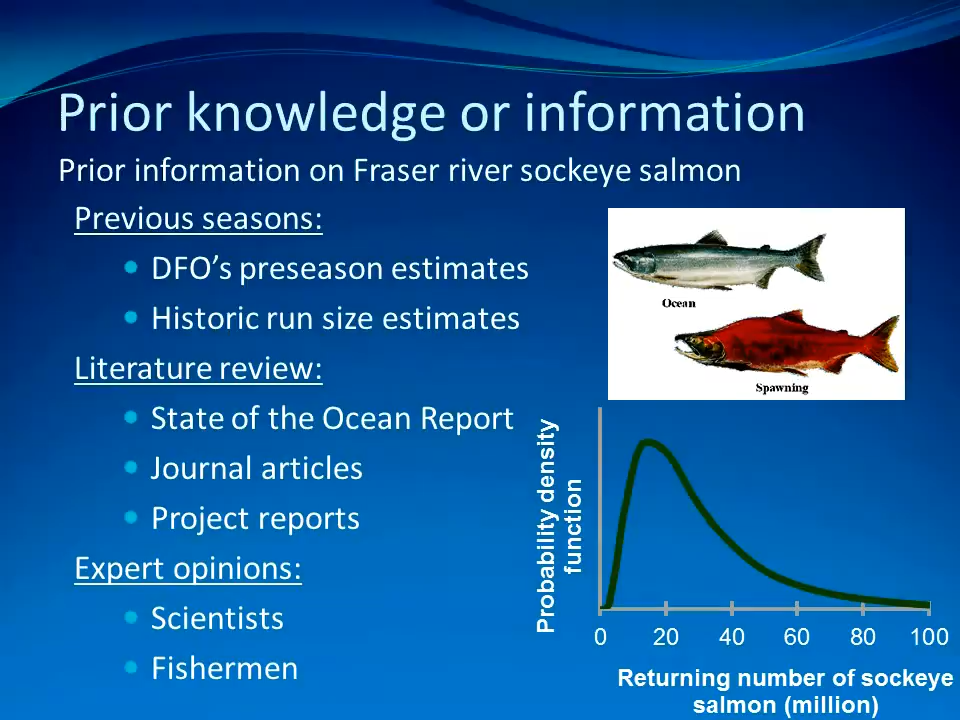 Prior knowledge or information
Prior information on Fraser river sockeye salmon
Previous seasons:
DFO’s preseason estimates
Historic run size estimates
Literature review:
State of the Ocean Report
Journal articles
Project reports
Expert opinions:
Scientists
Fishermen
Ocean
Spawning
Probability density
function
0 20 40 60 80 100
Returning number of sockeye
salmon (million)